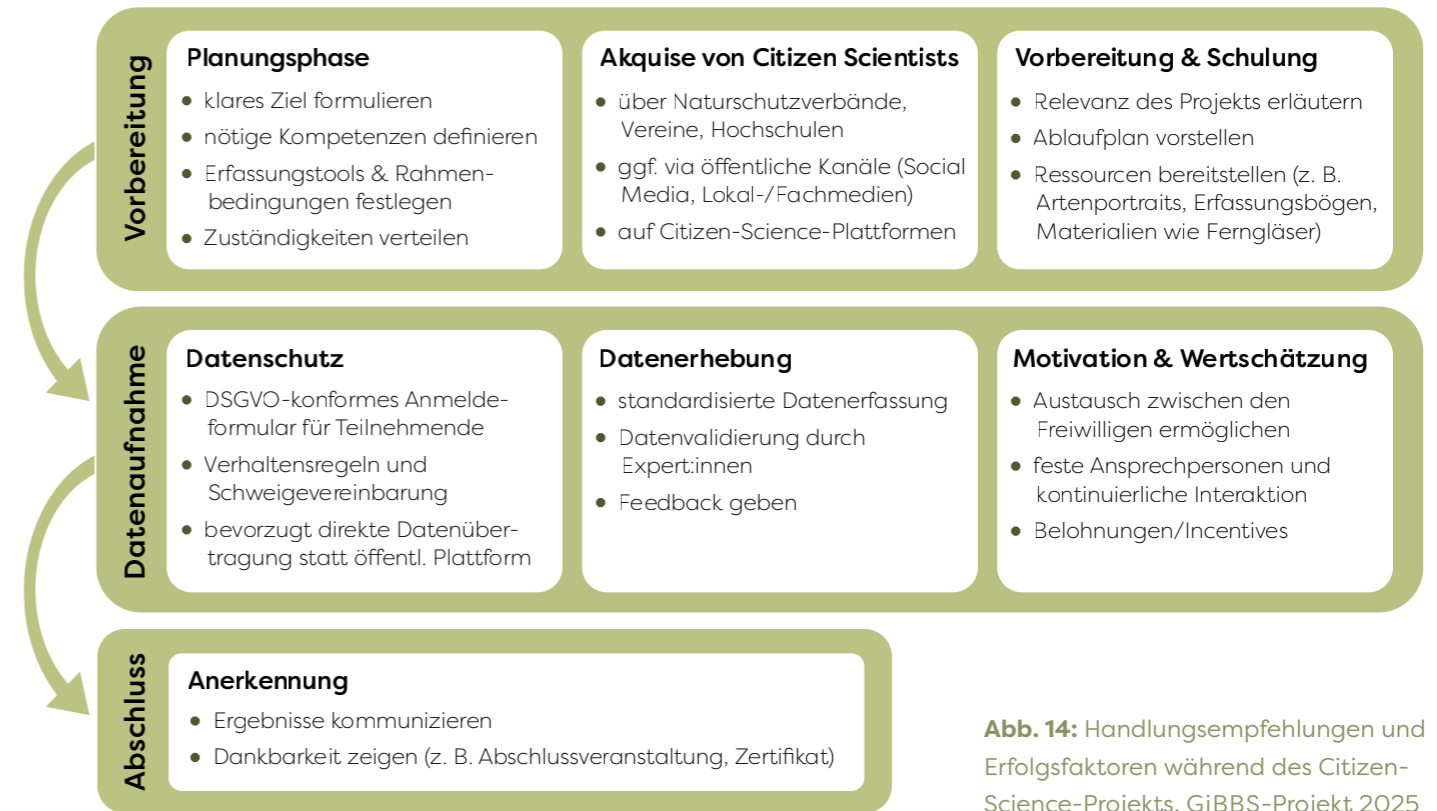 Vorbereitung
Planungsphase
• klares Ziel formulieren
• nötige Kompetenzen definieren
• Erfassungstools & Rahmen-
bedingungen festlegen
• Zuständigkeiten verteilen
Akquise von Citizen Scientists
• über Naturschutzverbände,
Vereine, Hochschulen
• ggf. via öffentliche Kanäle (Social
Media, Lokal-/Fachmedien)
• auf Citizen-Science-Plattformen
Vorbereitung & Schulung
• Relevanz des Projekts erläutern
• Ablaufplan vorstellen
• Ressourcen bereitstellen (z. B.
Artenportraits, Erfassungsbögen,
Materialien wie Ferngläser)
Datenaufnahme
Datenschutz
• DSGVO-konformes Anmelde-
formular für Teilnehmende
• Verhaltensregeln und
Schweigevereinbarung
• bevorzugt direkte Datenüber-
tragung statt öffentl. Plattform
Datenerhebung
• standardisierte Datenerfassung
• Datenvalidierung durch
Expert:innen
• Feedback geben
Motivation & Wertschätzung
• Austausch zwischen den
Freiwilligen ermöglichen
• feste Ansprechpersonen und
kontinuierliche Interaktion
• Belohnungen/Incentives
Abschluss
Anerkennung
• Ergebnisse kommunizieren
• Dankbarkeit zeigen (z. B. Abschlussveranstaltung, Zertifikat)
Abb. 14: Handlungsempfehlungen und
Erfolgsfaktoren während des Citizen-
Science-Projekts. GiBBS-Projekt 2025